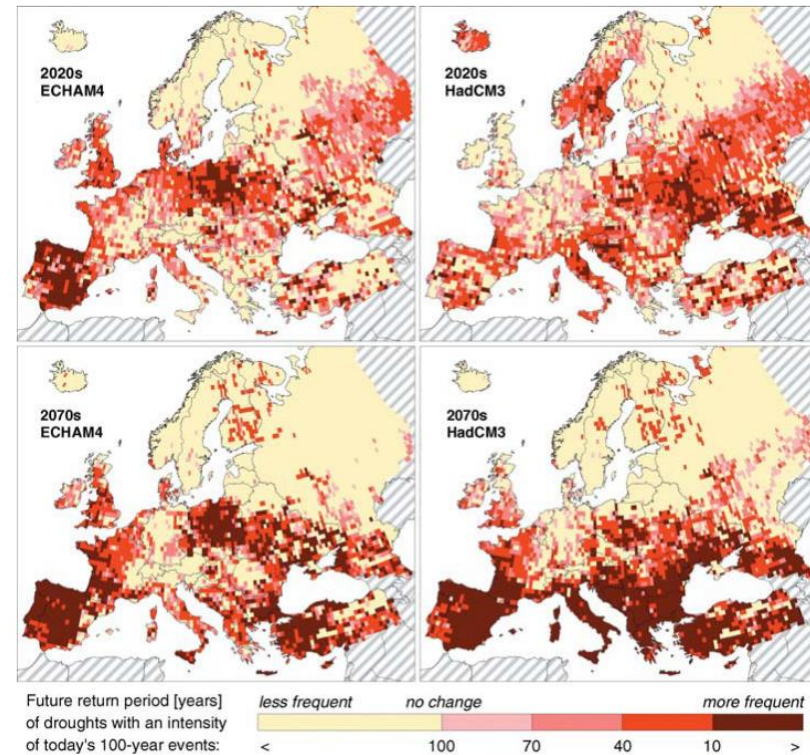 2020s
ECHAM4
2020s
HadCM3
2070s
ECHAM4
2070s
HadCM3
Future return period [years]
of droughts with an intensity
of today's 100-year events:
less frequent no change more frequent
< 100 70 40 10 >